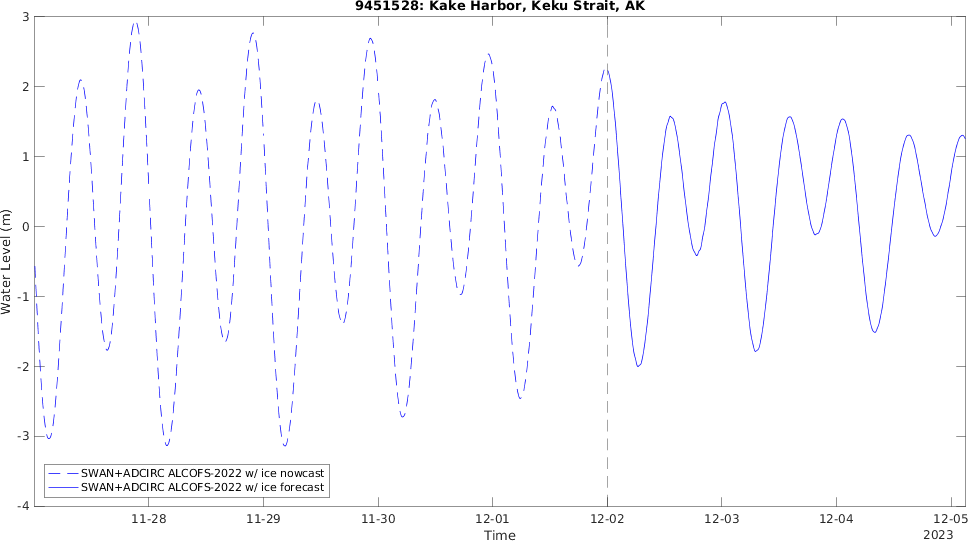 9451528: Kake Harbor, Keku Strait, AK
3
2
1
0
-1
-2
-3
-4
Water Level (m)
SWAN+ADCIRC ALCOFS-2022 w/ ice nowcast
SWAN+ADCIRC ALCOFS-2022 w/ ice forecast
11-28 11-29 11-30 12-01 12-02 12-03 12-04 12-05
Time 2023